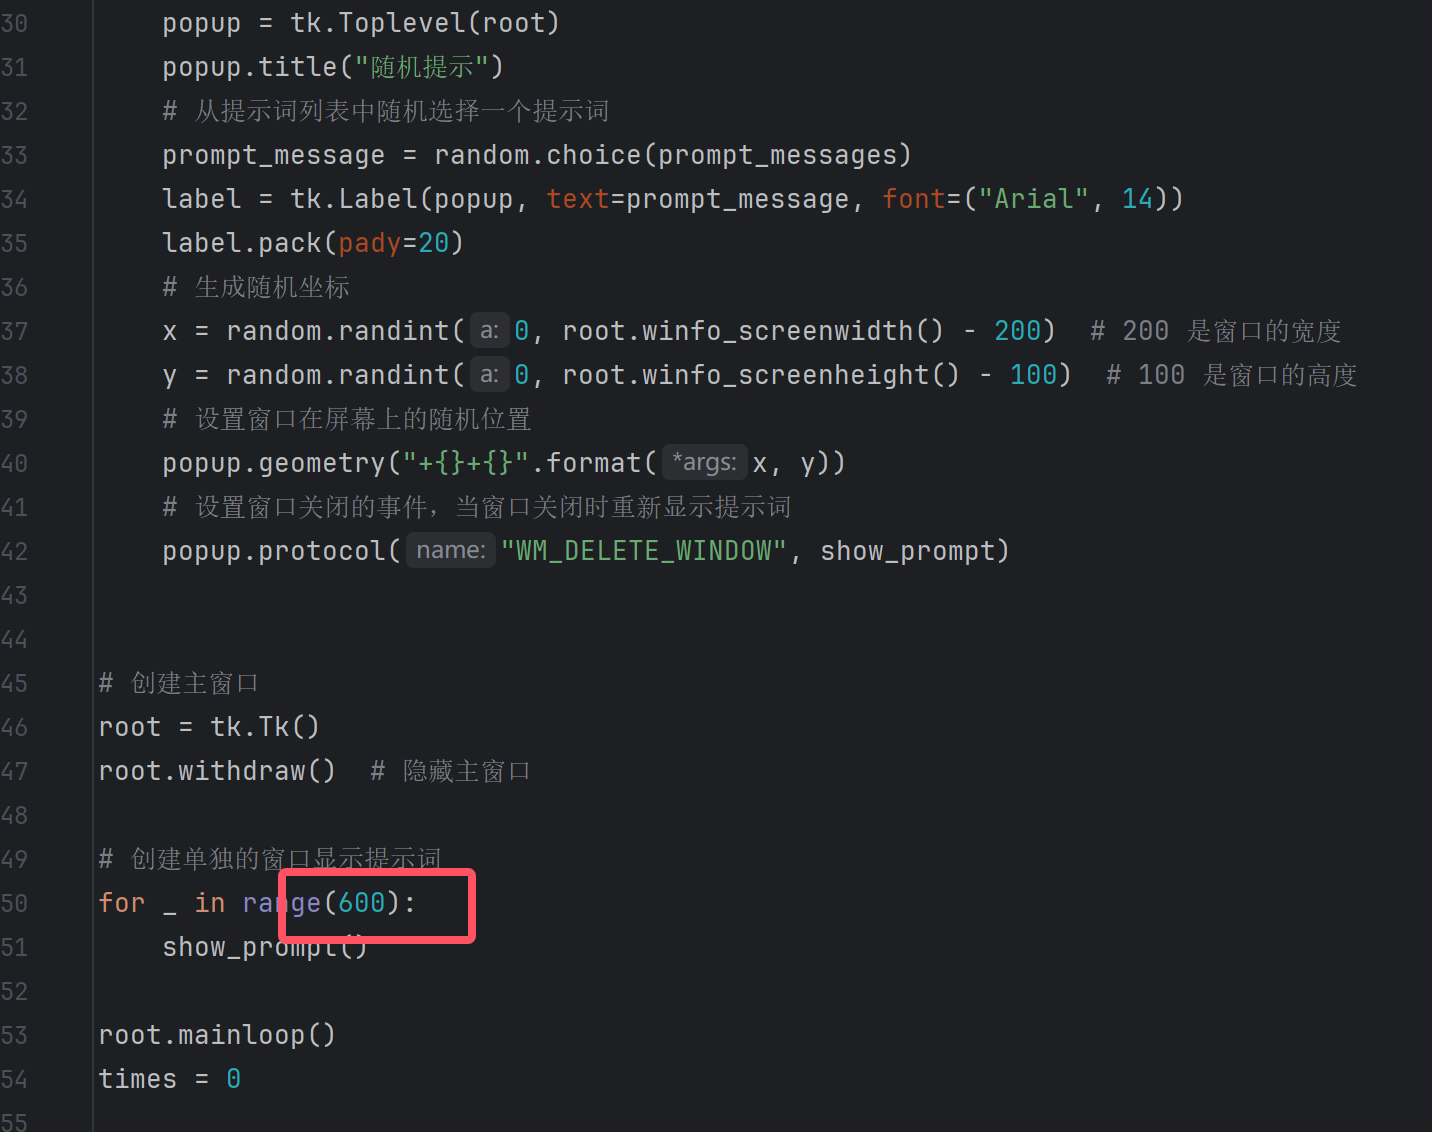 30 popup = tk.Toplevel(root)
31 popup.title("随机提示")
32 # 从提示词列表中随机选择一个提示词
33 prompt_message = random.choice(prompt_messages)
34 label = tk.Label(popup, text=prompt_message, font=("Arial", 14))
35 label.pack(pady=20)
36 # 生成随机坐标
37 x = random.randint( a: 0, root.winfo_screenwidth() - 200) # 200 是窗口的宽度
38 y = random.randint( a: 0, root.winfo_screenheight() - 100) # 100 是窗口的高度
39 # 设置窗口在屏幕上的随机位置
40 popup.geometry("+{}+{}".format( *args: x, y))
41 # 设置窗口关闭的事件，当窗口关闭时重新显示提示词
42 popup.protocol( name: "WM_DELETE_WINDOW", show_prompt)
43
44
45 # 创建主窗口
46 root = tk.Tk()
47 root.withdraw() # 隐藏主窗口
48
49 # 创建单独的窗口显示提示词
50 for _ in range(600):
51 show_prompt()
52
53 root.mainloop()
54 times = 0
55